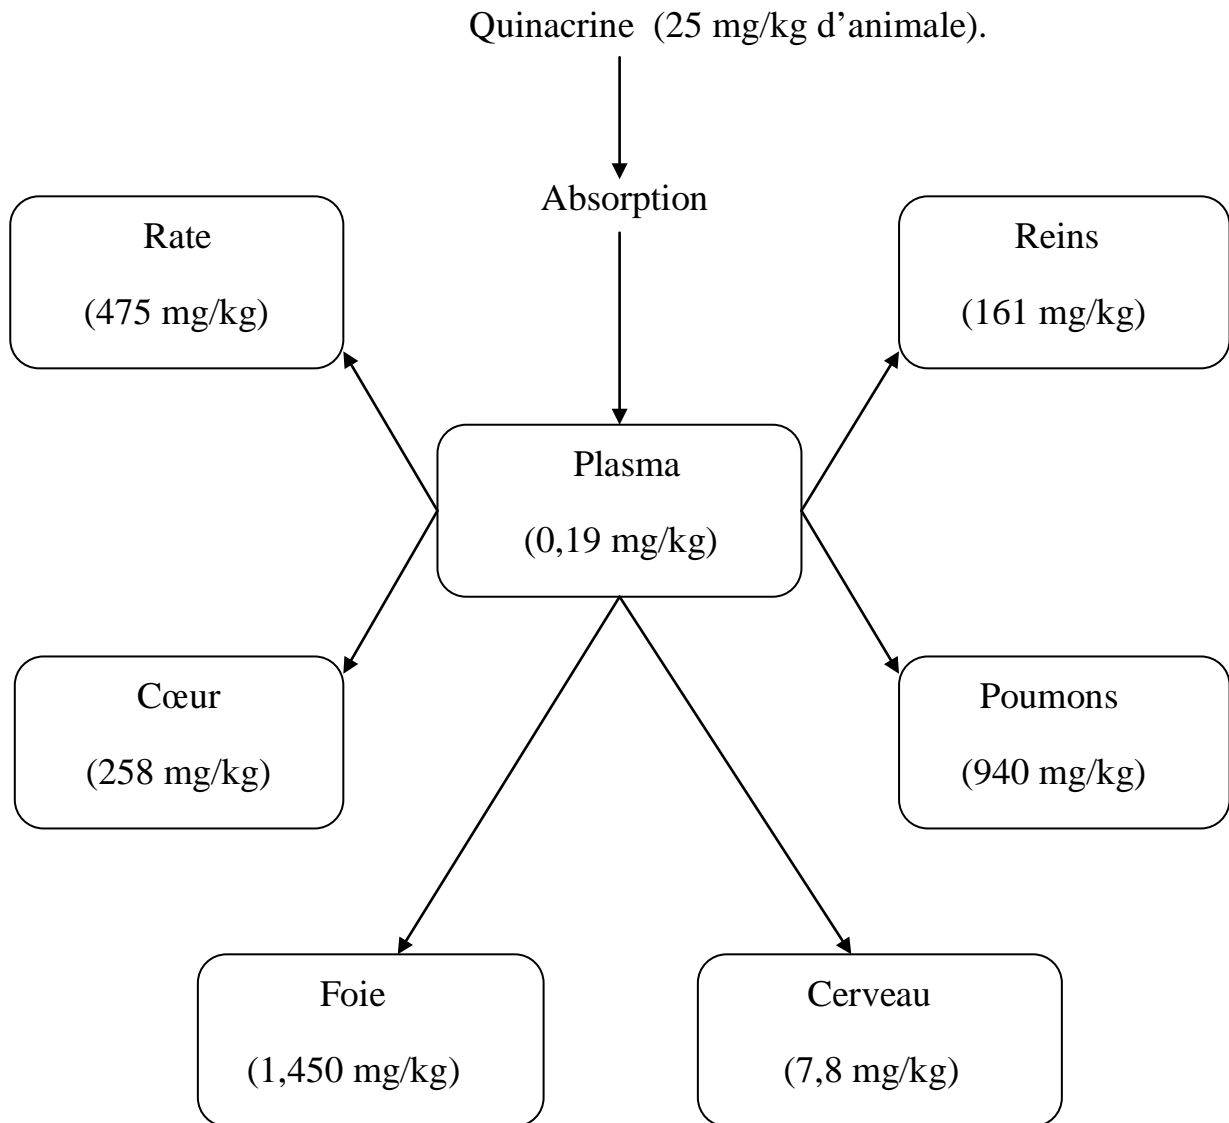 Quinacrine (25 mg/kg d’animale).
Absorption
Rate
(475 mg/kg)
Reins
(161 mg/kg)
Plasma
(0,19 mg/kg)
Cœur
(258 mg/kg)
Poumons
(940 mg/kg)
Foie
(1,450 mg/kg)
Cerveau
(7,8 mg/kg)